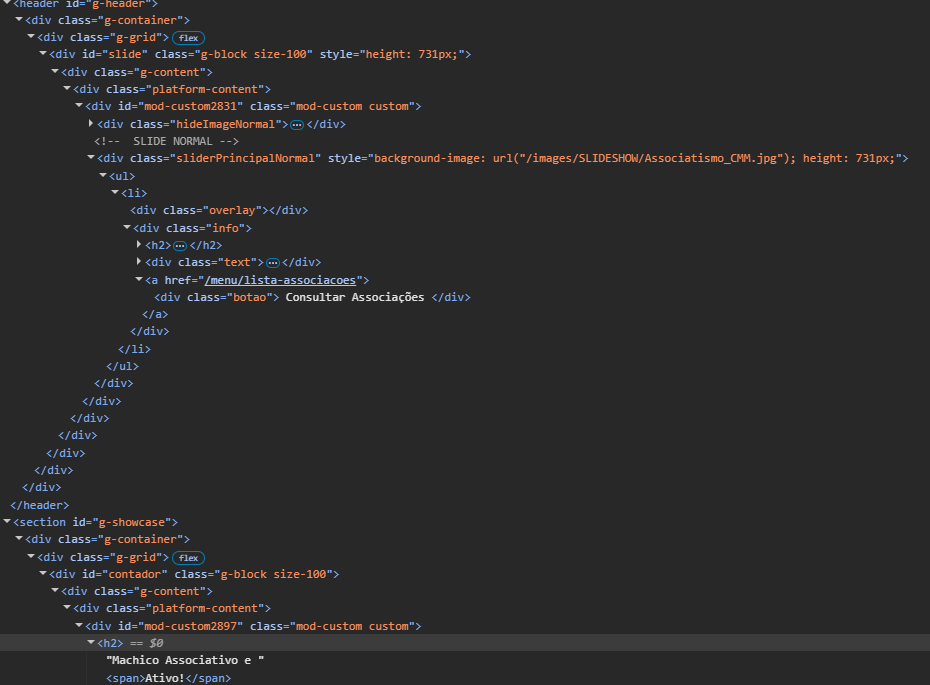 <header id="g-header">
<div class="g-container">
<div class="g-grid"> flex
<div id="slide" class="g-block size-100" style="height: 731px;">
<div class="g-content">
<div class="platform-content">
<div id="mod-custom2831" class="mod-custom custom">
<div class="hideImageNormal"> … </div>
<!--  SLIDE NORMAL -->
<div class="sliderPrincipalNormal" style="background-image: url("/images/SLIDESHOW/Associatismo_CMM.jpg"); height: 731px;">
<ul>
<li>
<div class="overlay"></div>
<div class="info">
<h2> … </h2>
<div class="text"> … </div>
<a href="/menu/lista-associacoes">
<div class="botao"> Consultar Associações </div>
</a>
</div>
</li>
</ul>
</div>
</div>
</div>
</div>
</div>
</div>
</div>
</header>
<section id="g-showcase">
<div class="g-container">
<div class="g-grid"> flex
<div id="contador" class="g-block size-100">
<div class="g-content">
<div class="platform-content">
<div id="mod-custom2897" class="mod-custom custom">
<h2> == $0
"Machico Associativo e "
<span>Ativo!</span>